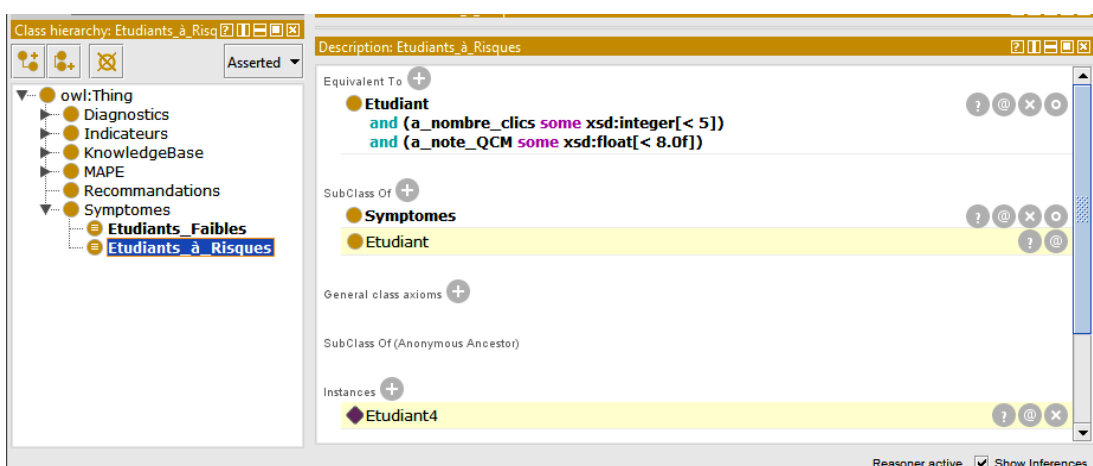 Class hierarchy: Etudiants_à_Risq
Asserted
owl:Thing
Diagnostics
Indicateurs
KnowledgeBase
MAPE
Recommandations
Symptomes
Etudiants_Faibles
Etudiants_à_Risques
Description: Etudiants_à_Risques
Equivalent To
Etudiant
and (a_nombre_clics some xsd:integer[< 5])
and (a_note_QCM some xsd:float[< 8.0f])
SubClass Of
Symptomes
Etudiant
General class axioms
SubClass Of (Anonymous Ancestor)
Instances
Etudiant4
Reasoner active Show Inferences